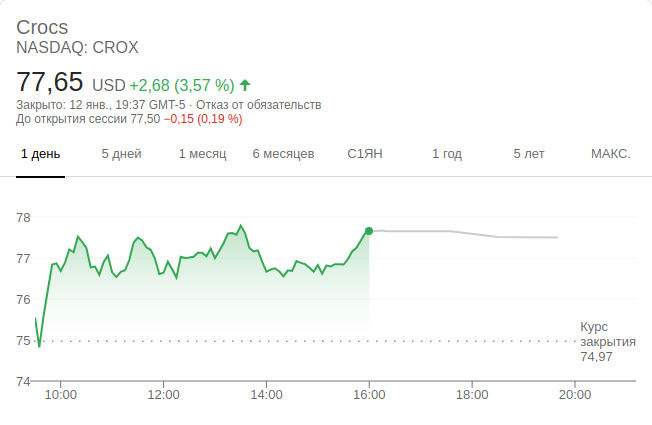 Crocs
NASDAQ: CROX
77,65 USD +2,68 (3,57 %)
Закрыто: 12 янв., 19:37 GMT-5 · Отказ от обязательств
До открытия сессии 77,50 −0,15 (0,19 %)
1 день 5 дней 1 месяц 6 месяцев С1ЯН 1 год 5 лет МАКС.
78
77
76
75
74
Курс
закрытия
74,97
10:00 12:00 14:00 16:00 18:00 20:00